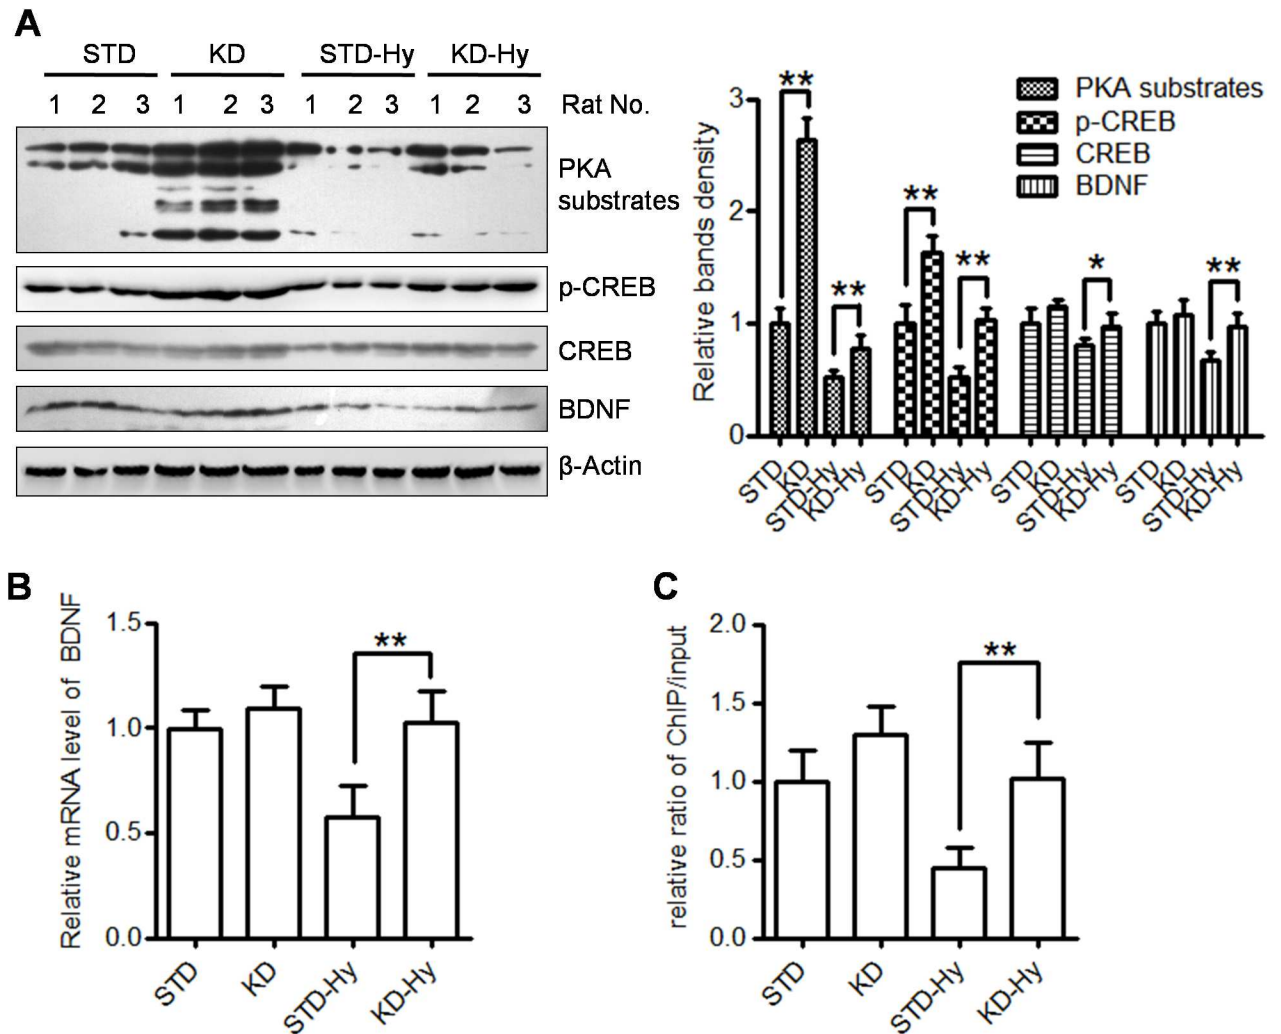 A
STD KD STD-Hy KD-Hy
1 2 3 1 2 3 1 2 3 1 2 3 Rat No.
PKA
substrates
p-CREB
CREB
BDNF
β-Actin
Relative bands density
3
2
1
0
** ** ** ** * **
PKA substrates
p-CREB
CREB
BDNF
STD KD STD-Hy KD-Hy STD KD STD-Hy KD-Hy STD KD STD-Hy KD-Hy STD KD STD-Hy KD-Hy
B
Relative mRNA level of BDNF
1.5
1.0
0.5
0.0
**
STD KD STD-Hy KD-Hy
C
relative ratio of ChIP/input
2.0
1.5
1.0
0.5
0.0
**
STD KD STD-Hy KD-Hy